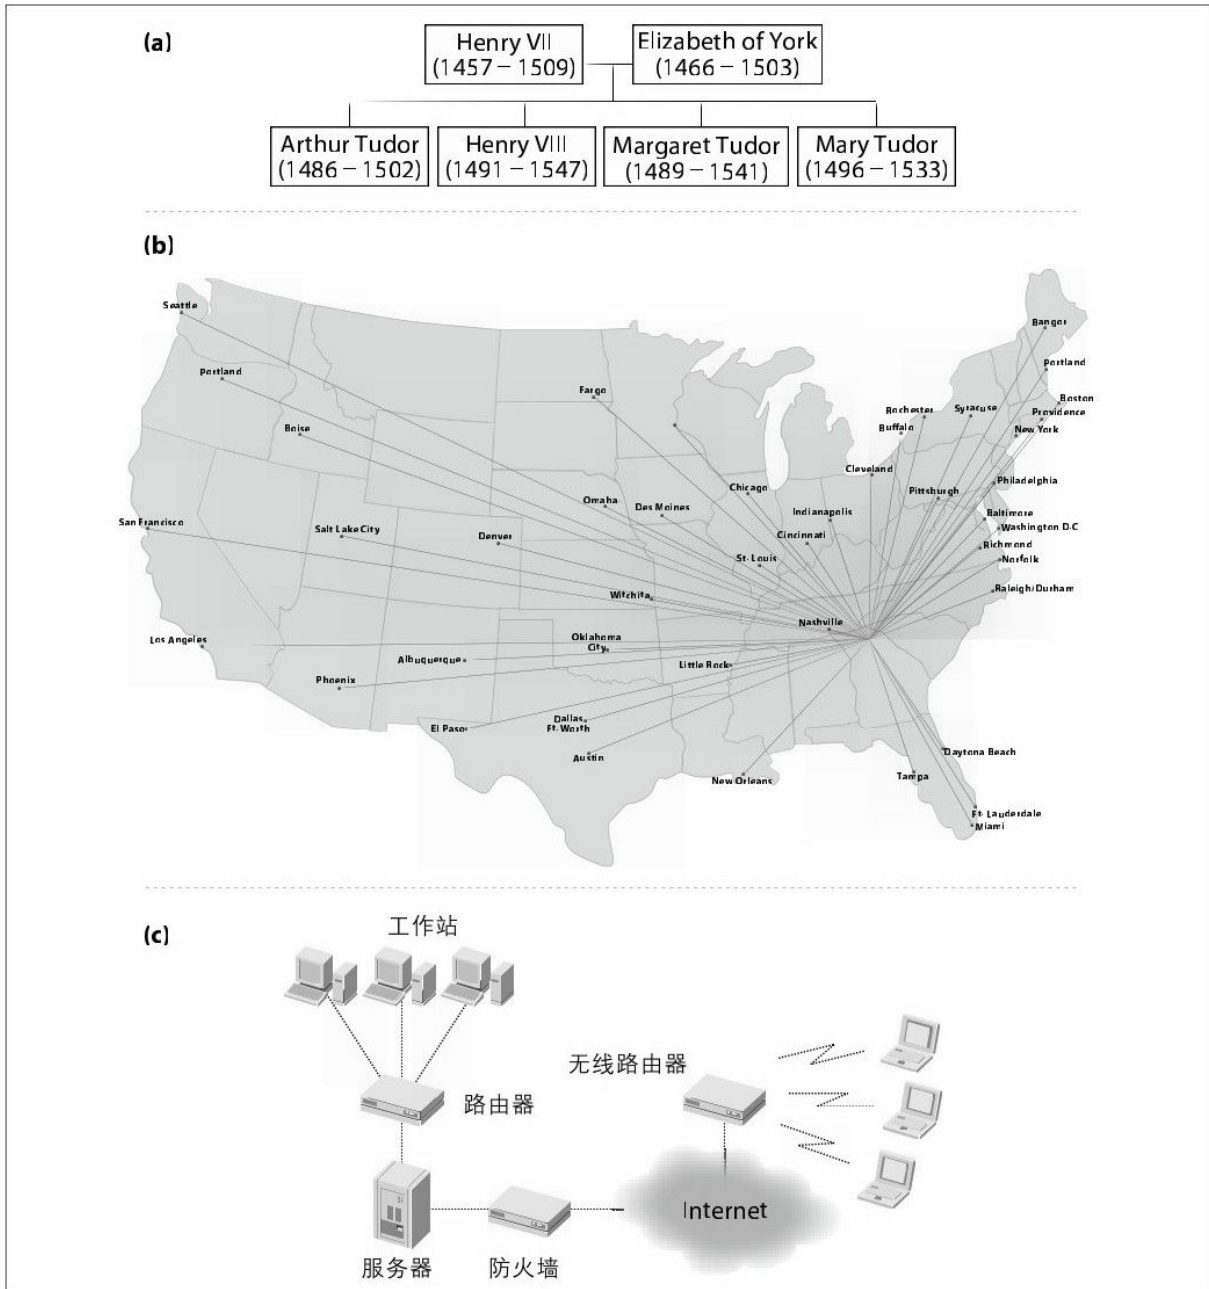 (a)
Henry VII
(1457 – 1509)
Elizabeth of York
(1466 – 1503)
Arthur Tudor
(1486 – 1502)
Henry VIII
(1491 – 1547)
Margaret Tudor
(1489 – 1541)
Mary Tudor
(1496 – 1533)
(b)
Seattle
Portland
Boise
San Francisco
Salt Lake City
Denver
Los Angeles
Phoenix
Albuquerque
El Paso
Fargo
Omaha
Des Moines
Witchita
Oklahoma
City
Dallas
Ft. Worth
Austin
Little Rock
New Orleans
Chicago
St. Louis
Indianapolis
Cincinnati
Nashville
Cleveland
Rochester
Buffalo
Syracuse
Pittsburgh
Bangor
Portland
Boston
Providence
New York
Philadelphia
Baltimore
Washington D.C
Richmond
Norfolk
Raleigh/Durham
Daytona Beach
Tampa
Ft. Lauderdale
Miami
(c)
工作站
路由器
无线路由器
Internet
服务器
防火墙